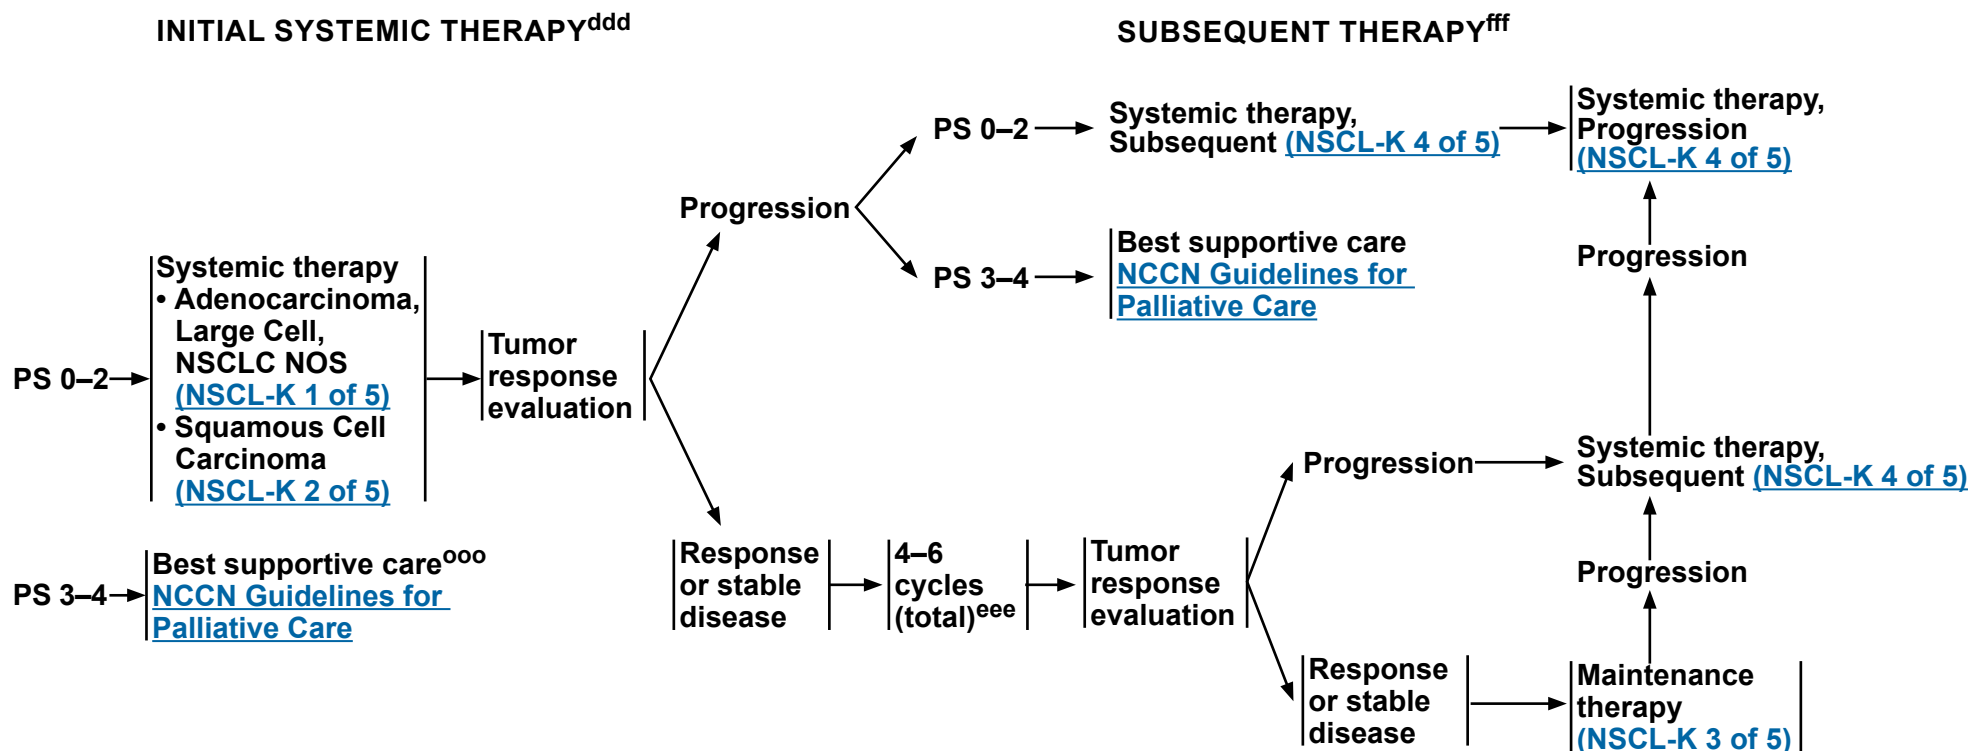 INITIAL SYSTEMIC THERAPYddd
SUBSEQUENT THERAPYfff
PS 0–2
Systemic therapy
• Adenocarcinoma,
Large Cell,
NSCLC NOS
(NSCL-K 1 of 5)
• Squamous Cell
Carcinoma
(NSCL-K 2 of 5)
PS 3–4
Best supportive careooo
NCCN Guidelines for
Palliative Care
Tumor
response
evaluation
Progression
PS 0–2
Systemic therapy,
Subsequent (NSCL-K 4 of 5)
Systemic therapy,
Progression
(NSCL-K 4 of 5)
PS 3–4
Best supportive care
NCCN Guidelines for
Palliative Care
Response
or stable
disease
4–6
cycles
(total)eee
Tumor
response
evaluation
Progression
Systemic therapy,
Subsequent (NSCL-K 4 of 5)
Progression
Response
or stable
disease
Maintenance
therapy
(NSCL-K 3 of 5)
Progression